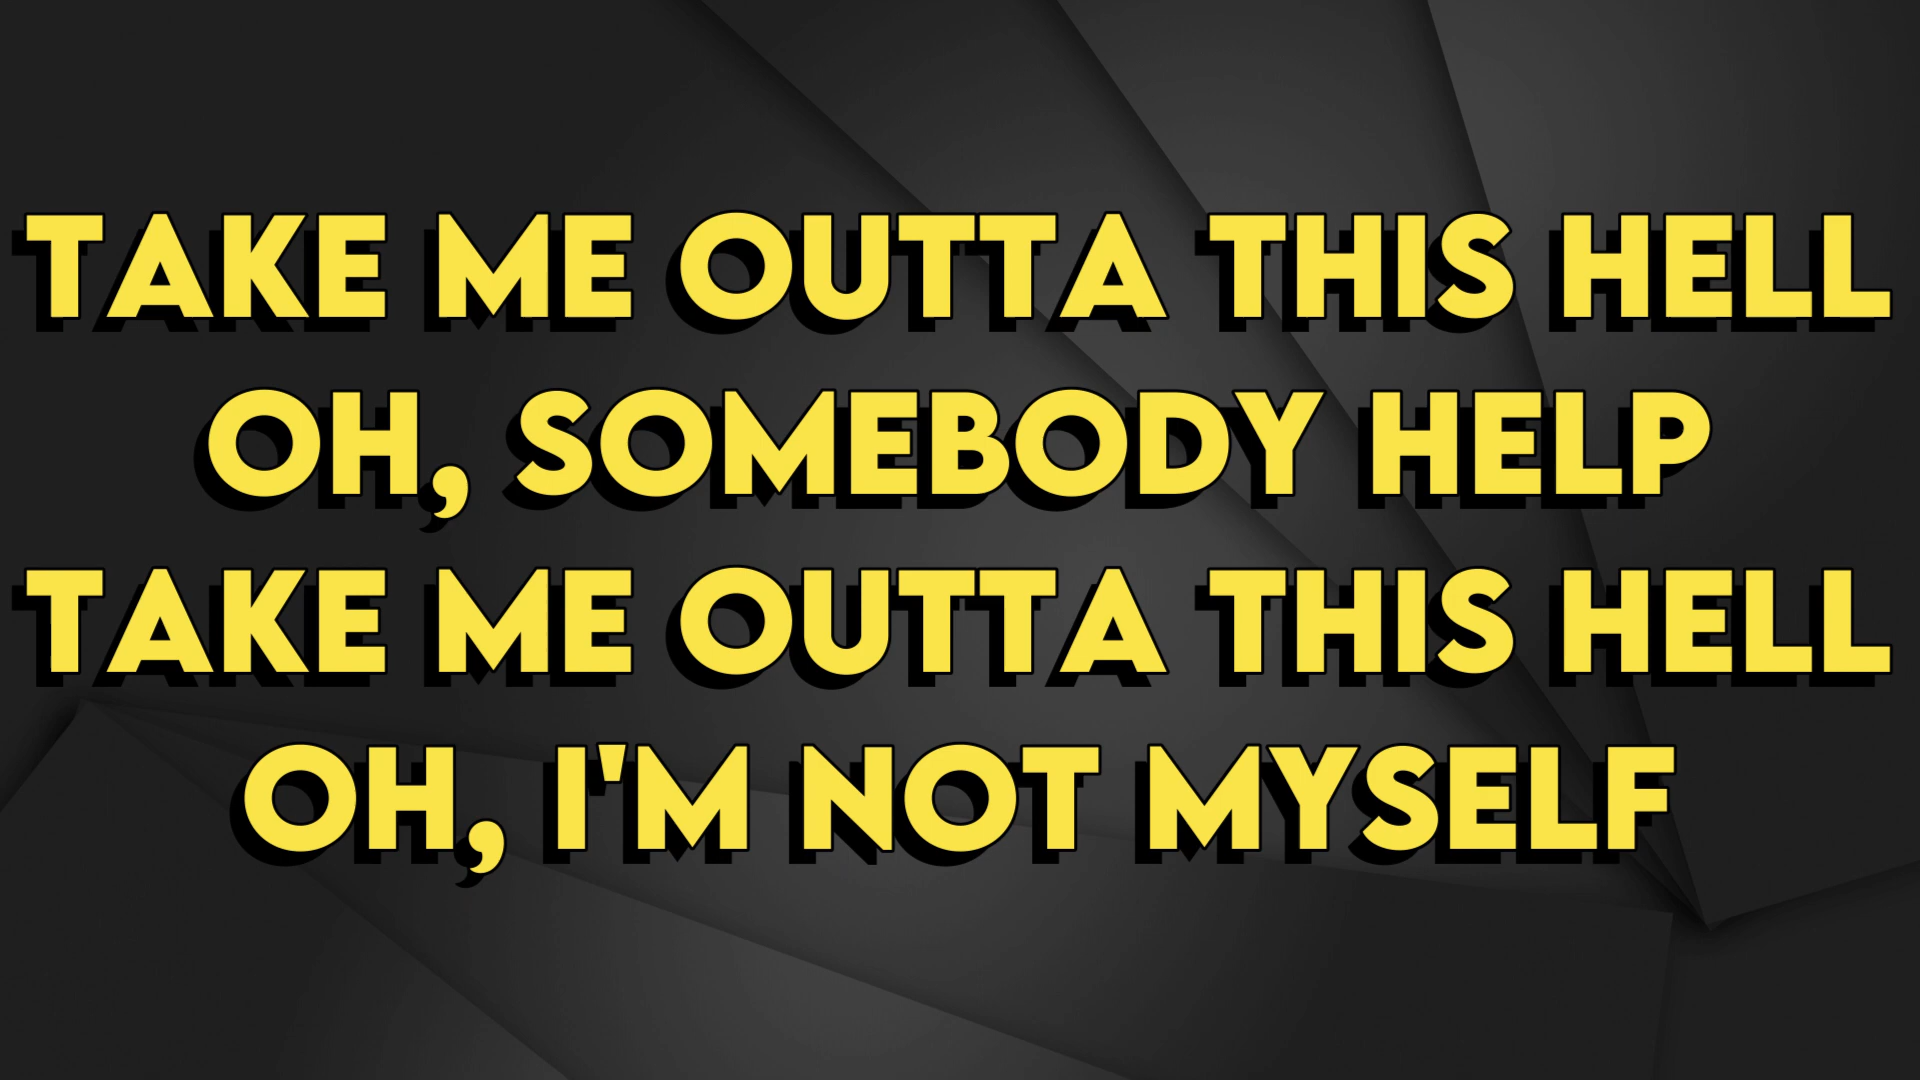 TAKE ME OUTTA THIS HELL
OH, SOMEBODY HELP
TAKE ME OUTTA THIS HELL
OH, I'M NOT MYSELF